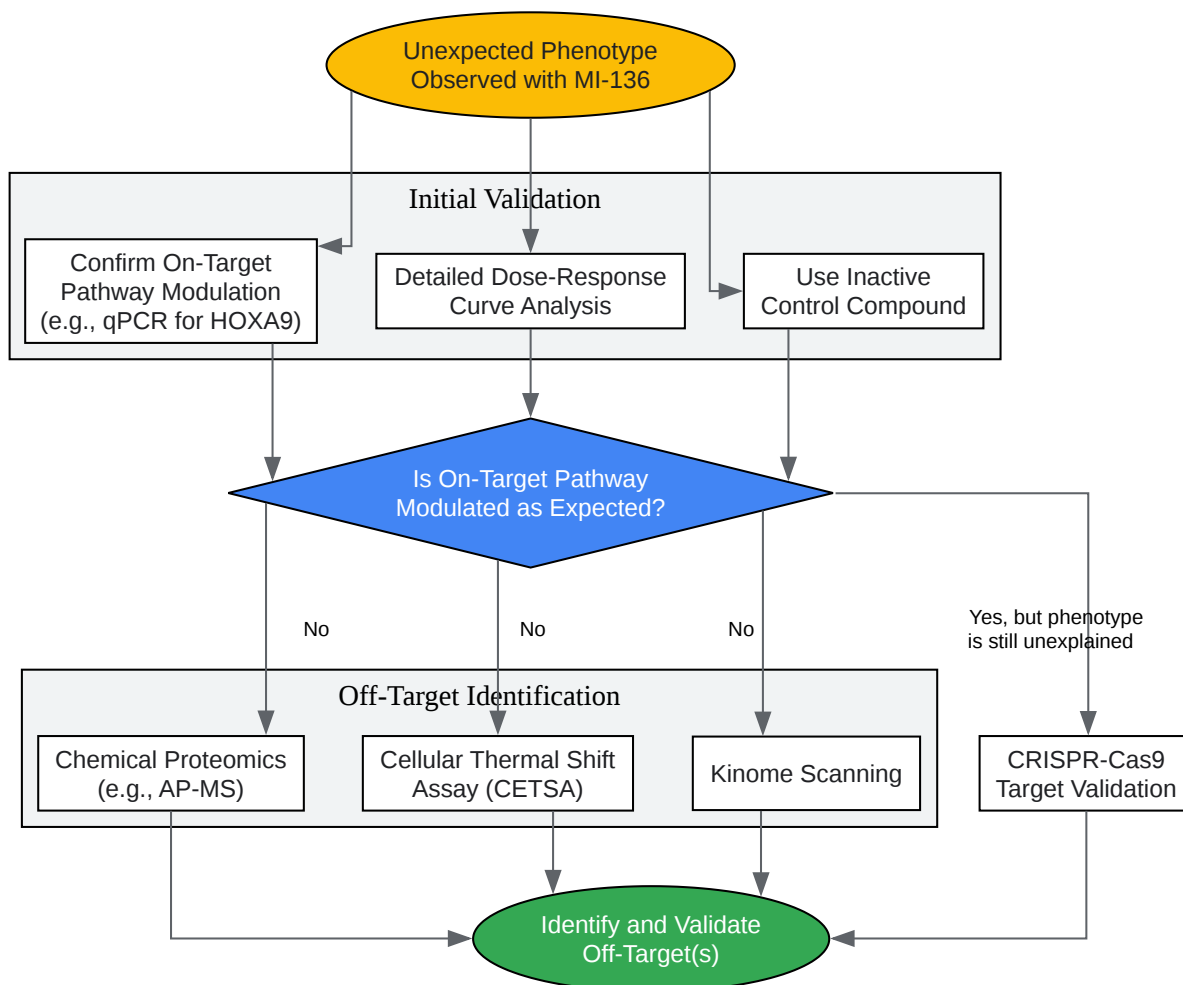 Unexpected Phenotype
Observed with MI-136
Initial Validation
Confirm On-Target
Pathway Modulation
(e.g., qPCR for HOXA9)
Detailed Dose-Response
Curve Analysis
Use Inactive
Control Compound
Is On-Target Pathway
Modulated as Expected?
No
No
No
Yes, but phenotype
is still unexplained
Off-Target Identification
Chemical Proteomics
(e.g., AP-MS)
Cellular Thermal Shift
Assay (CETSA)
Kinome Scanning
CRISPR-Cas9
Target Validation
Identify and Validate
Off-Target(s)